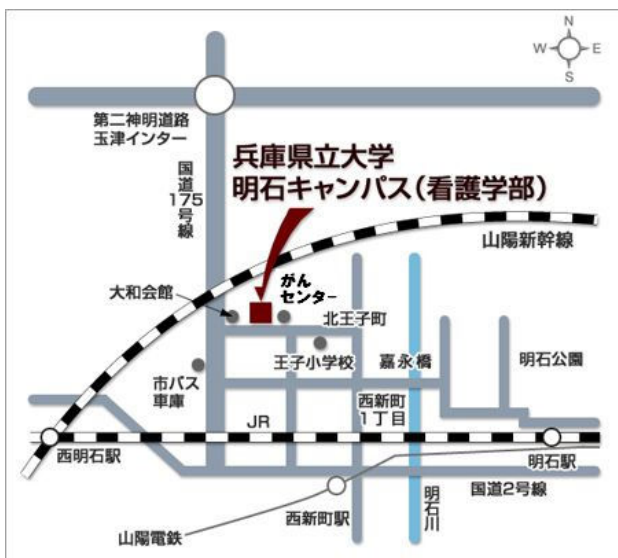 N
W E
S
第二神明道路
玉津インター
国道175号線
兵庫県立大学
明石キャンパス(看護学部)
山陽新幹線
大和会館
がん
センター
北王子町
王子小学校
嘉永橋
明石公園
市バス
車庫
西新町
1丁目
JR
西明石駅
明石駅
国道2号線
西新町駅
明石川
山陽電鉄